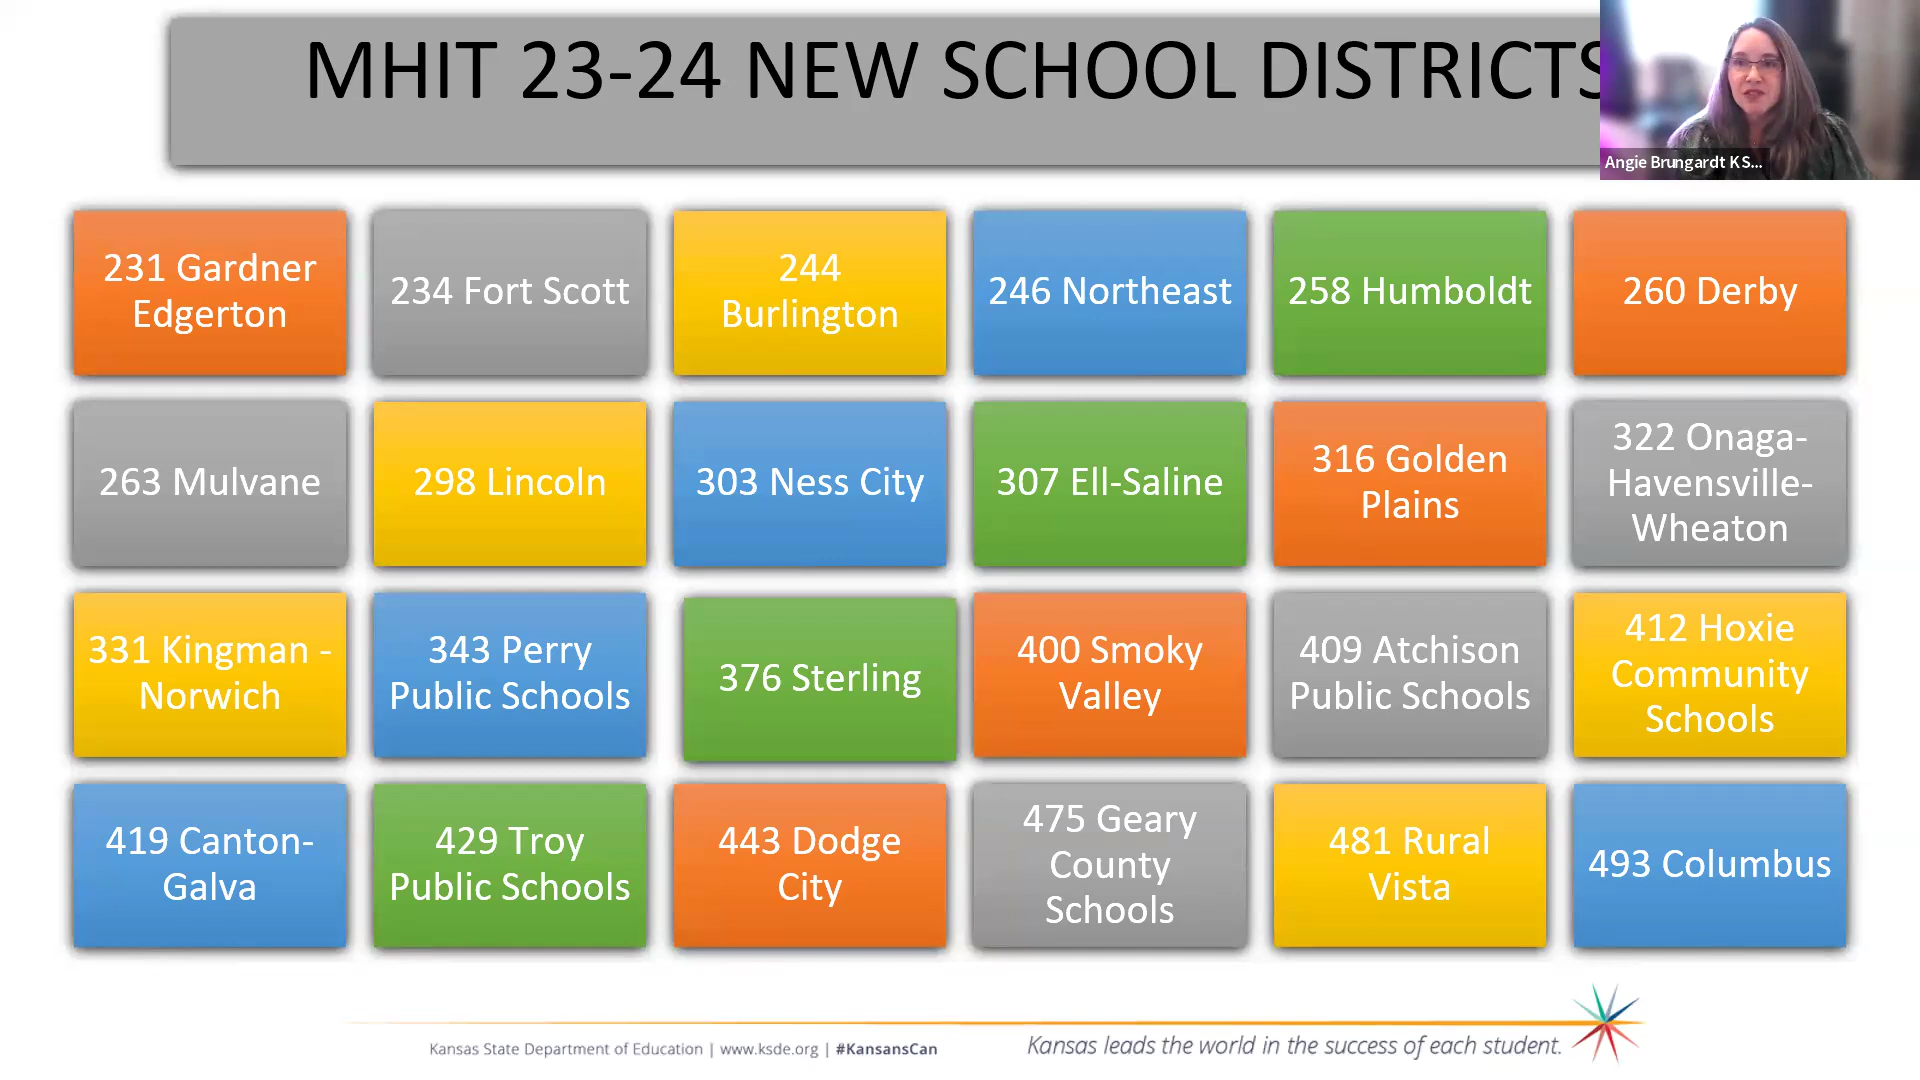 MHIT 23-24 NEW SCHOOL DISTRICTS
Angie Brungardt K S...
231 Gardner
Edgerton
234 Fort Scott
244
Burlington
246 Northeast
258 Humboldt
260 Derby
263 Mulvane
298 Lincoln
303 Ness City
307 Ell-Saline
316 Golden
Plains
322 Onaga-
Havensville-
Wheaton
331 Kingman -
Norwich
343 Perry
Public Schools
376 Sterling
400 Smoky
Valley
409 Atchison
Public Schools
412 Hoxie
Community
Schools
419 Canton-
Galva
429 Troy
Public Schools
443 Dodge
City
475 Geary
County
Schools
481 Rural
Vista
493 Columbus
Kansas State Department of Education | www.ksde.org | #KansansCan
Kansas leads the world in the success of each student.